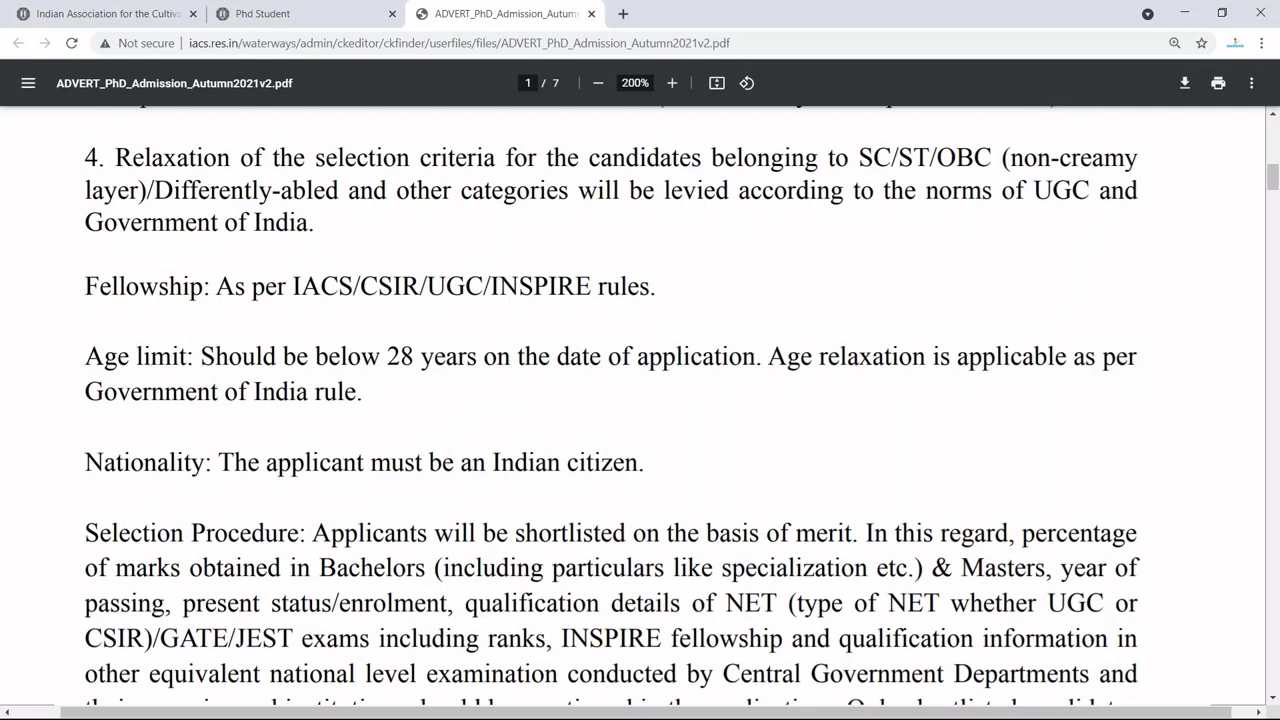 Indian Association for the Cultiva
Phd Student
ADVERT_PhD_Admission_Autumn
Not secure
iacs.res.in/waterways/admin/ckeditor/ckfinder/userfiles/files/ADVERT_PhD_Admission_Autumn2021v2.pdf
ADVERT_PhD_Admission_Autumn2021v2.pdf
1 / 7
200%
4. Relaxation of the selection criteria for the candidates belonging to SC/ST/OBC (non-creamy
layer)/Differently-abled and other categories will be levied according to the norms of UGC and
Government of India.
Fellowship: As per IACS/CSIR/UGC/INSPIRE rules.
Age limit: Should be below 28 years on the date of application. Age relaxation is applicable as per
Government of India rule.
Nationality: The applicant must be an Indian citizen.
Selection Procedure: Applicants will be shortlisted on the basis of merit. In this regard, percentage
of marks obtained in Bachelors (including particulars like specialization etc.) & Masters, year of
passing, present status/enrolment, qualification details of NET (type of NET whether UGC or
CSIR)/GATE/JEST exams including ranks, INSPIRE fellowship and qualification information in
other equivalent national level examination conducted by Central Government Departments and